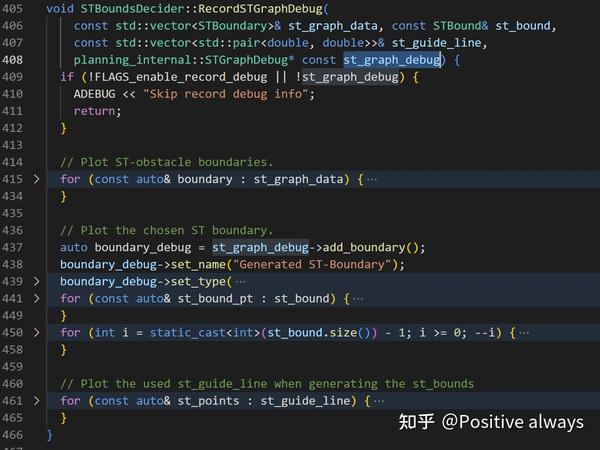 405 void STBoundsDecider::RecordSTGraphDebug(
406 const std::vector<STBoundary>& st_graph_data, const STBound& st_bound,
407 const std::vector<std::pair<double, double>>& st_guide_line,
408 planning_internal::STGraphDebug* const st_graph_debug) {
409 if (!FLAGS_enable_record_debug || !st_graph_debug) {
410 ADEBUG << "Skip record debug info";
411 return;
412 }
413
414 // Plot ST-obstacle boundaries.
415 for (const auto& boundary : st_graph_data) {⋯
434 }
435
436 // Plot the chosen ST boundary.
437 auto boundary_debug = st_graph_debug->add_boundary();
438 boundary_debug->set_name("Generated ST-Boundary");
439 boundary_debug->set_type(⋯
441 for (const auto& st_bound_pt : st_bound) {⋯
449 }
450 for (int i = static_cast<int>(st_bound.size()) - 1; i >= 0; --i) {⋯
458 }
459
460 // Plot the used st_guide_line when generating the st_bounds
461 for (const auto& st_points : st_guide_line) {⋯
465 }
466 }
知乎 @Positive always